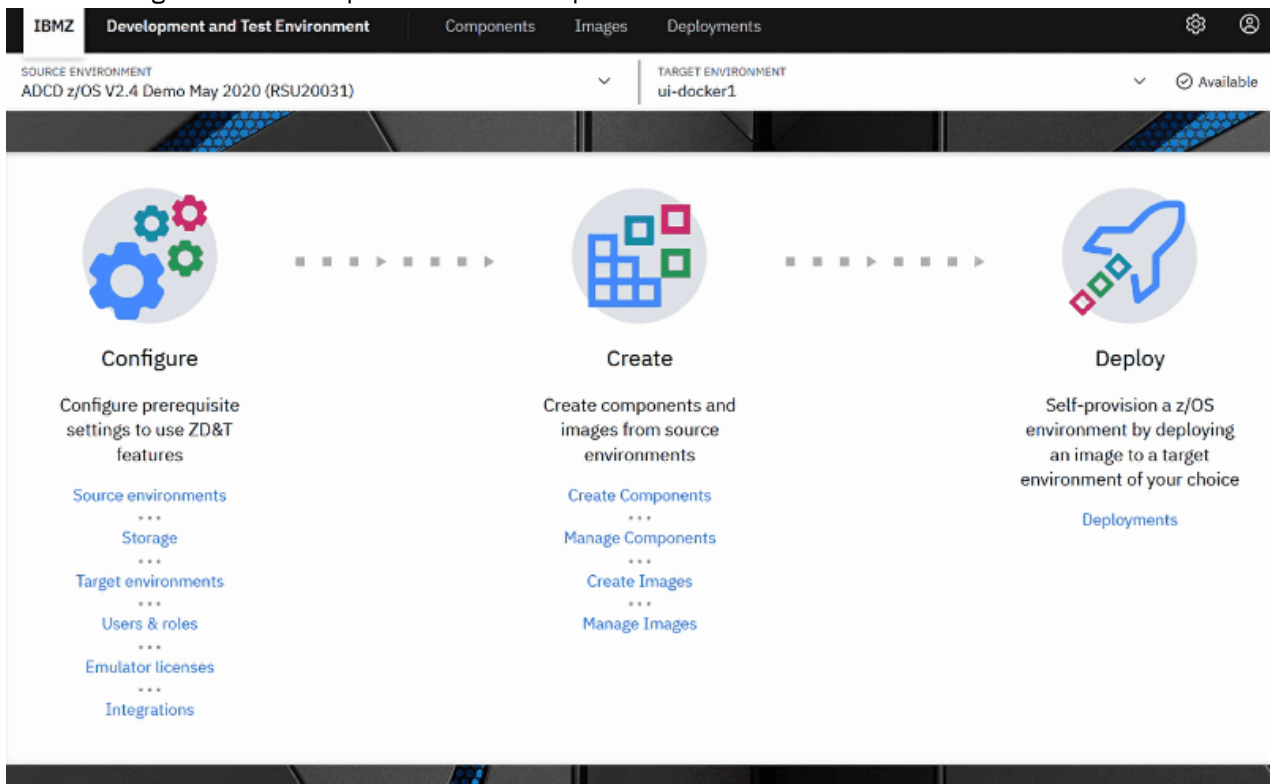 IBMZ Development and Test Environment Components Images Deployments
SOURCE ENVIRONMENT
ADCD z/OS V2.4 Demo May 2020 (RSU20031)
TARGET ENVIRONMENT
ui-docker1
Available
Configure
Configure prerequisite
settings to use ZD&T
features
Source environments
Storage
Target environments
Users & roles
Emulator licenses
Integrations
Create
Create components and
images from source
environments
Create Components
Manage Components
Create Images
Manage Images
Deploy
Self-provision a z/OS
environment by deploying
an image to a target
environment of your choice
Deployments